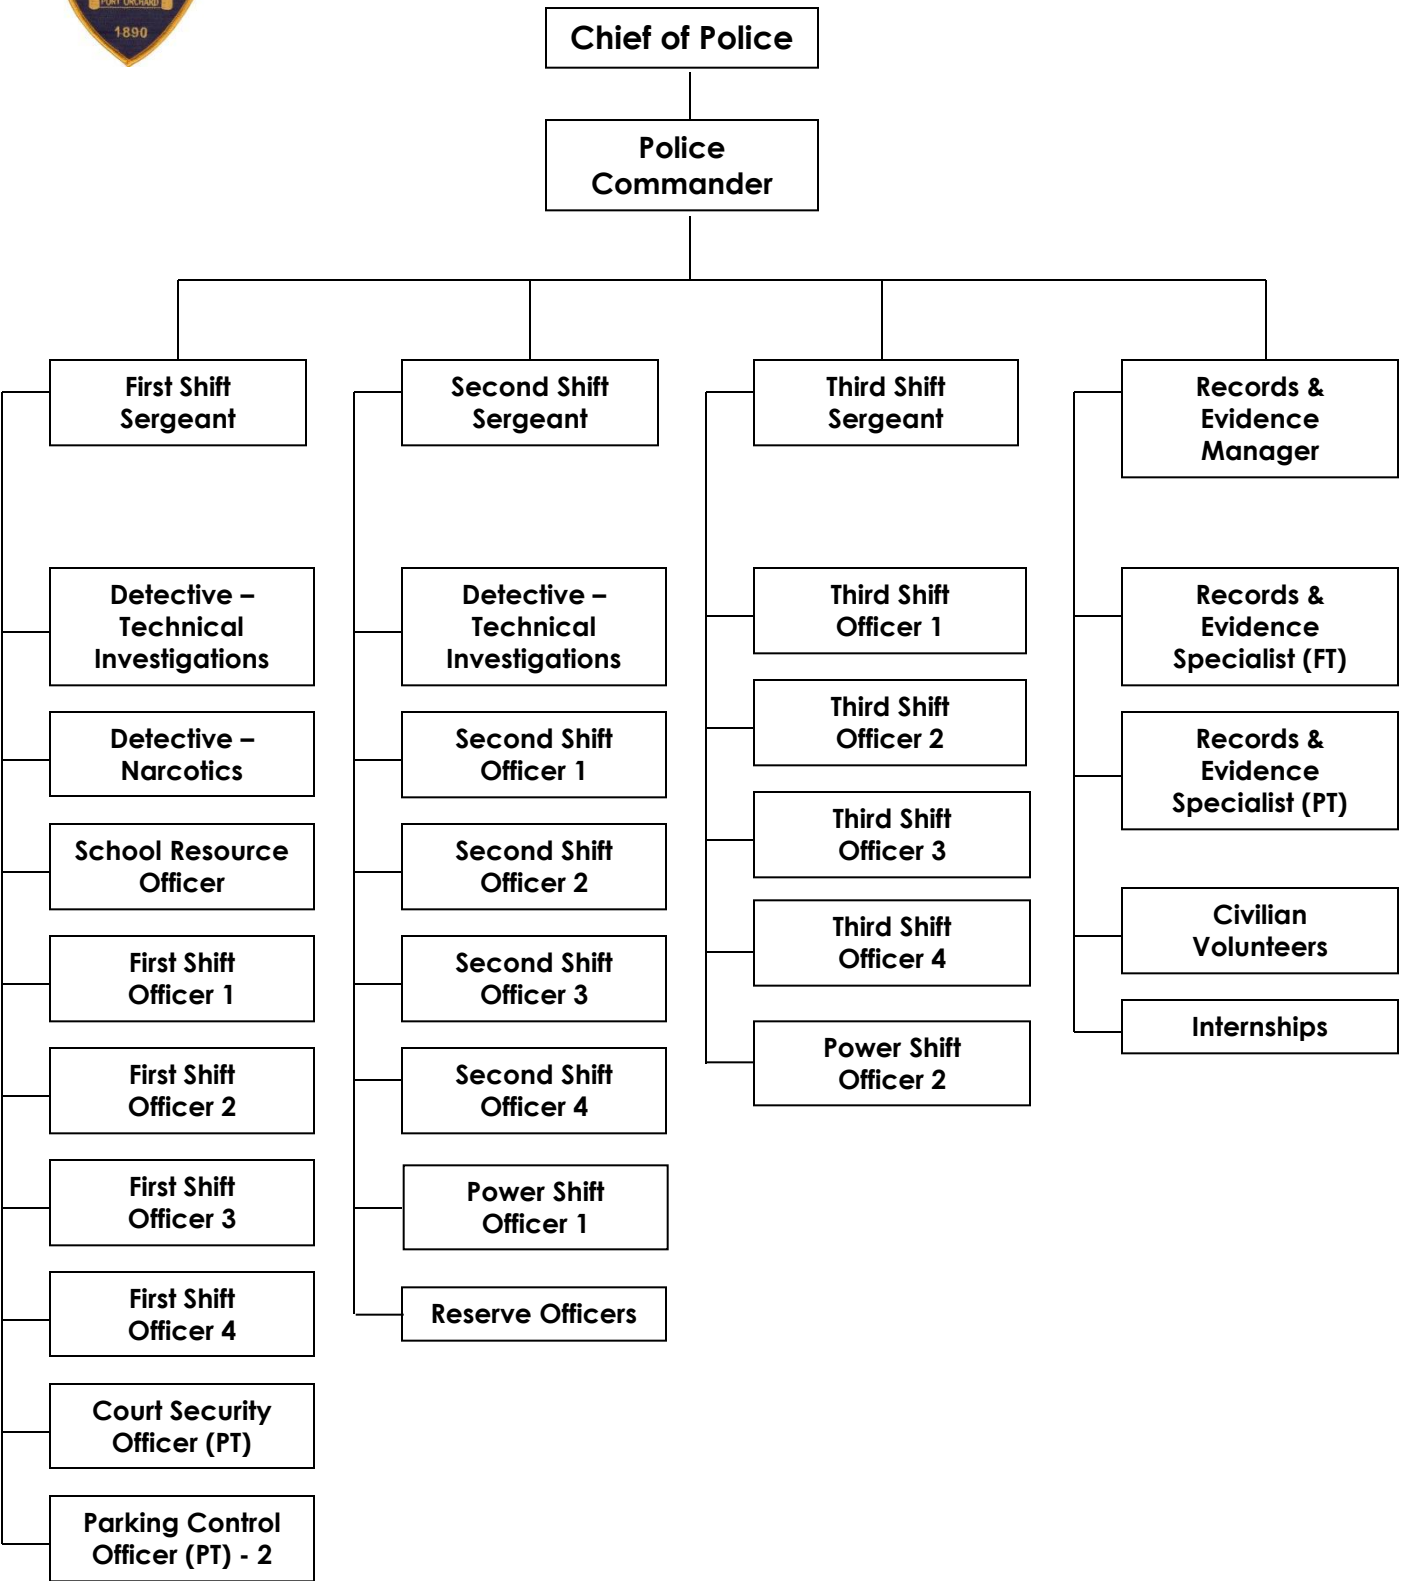 PORT ORCHARD
1890
Chief of Police
Police
Commander
First Shift
Sergeant
Second Shift
Sergeant
Third Shift
Sergeant
Records &
Evidence
Manager
Detective –
Technical
Investigations
Detective –
Narcotics
School Resource
Officer
First Shift
Officer 1
First Shift
Officer 2
First Shift
Officer 3
First Shift
Officer 4
Court Security
Officer (PT)
Parking Control
Officer (PT) - 2
Detective –
Technical
Investigations
Second Shift
Officer 1
Second Shift
Officer 2
Second Shift
Officer 3
Second Shift
Officer 4
Power Shift
Officer 1
Reserve Officers
Third Shift
Officer 1
Third Shift
Officer 2
Third Shift
Officer 3
Third Shift
Officer 4
Power Shift
Officer 2
Records &
Evidence
Specialist (FT)
Records &
Evidence
Specialist (PT)
Civilian
Volunteers
Internships